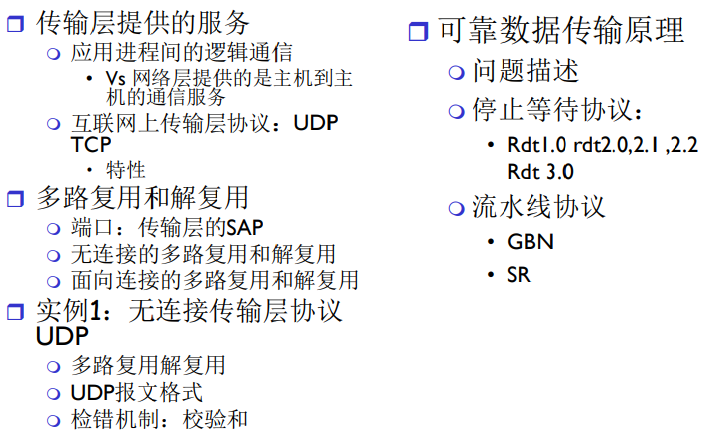 传输层提供的服务
应用进程间的逻辑通信
Vs 网络层提供的是主机到主
机的通信服务
互联网上传输层协议：UDP
TCP
特性
多路复用和解复用
端口：传输层的SAP
无连接的多路复用和解复用
面向连接的多路复用和解复用
实例1：无连接传输层协议
UDP
多路复用解复用
UDP报文格式
检错机制：校验和
可靠数据传输原理
问题描述
停止等待协议：
Rdt1.0 rdt2.0,2.1 ,2.2
Rdt 3.0
流水线协议
GBN
SR